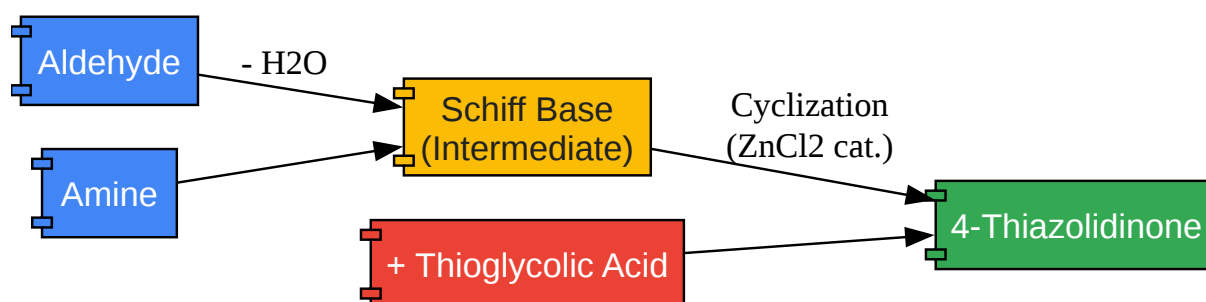 Aldehyde
- H2O
Amine
Schiff Base
(Intermediate)
Cyclization
(ZnCl2 cat.)
+ Thioglycolic Acid
4-Thiazolidinone